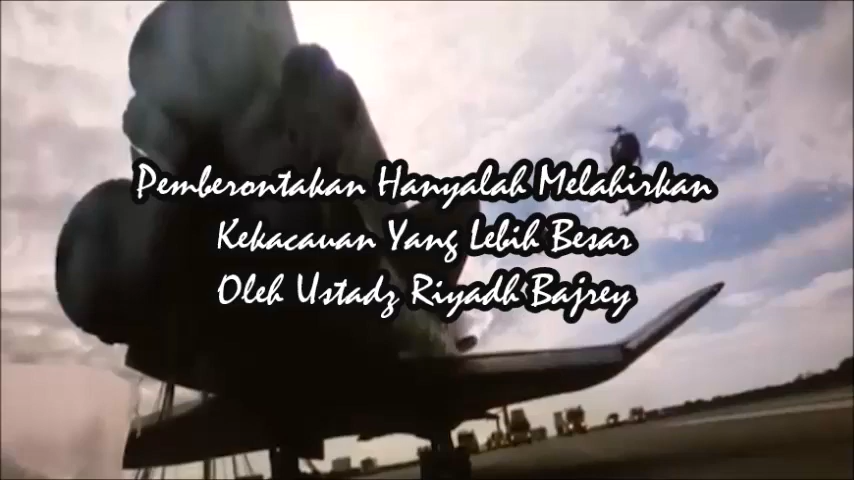 Pemberontakan Hanyalah Melahirkan
Kekacauan Yang Lebih Besar
Oleh Ustadz Riyadh Bajrey